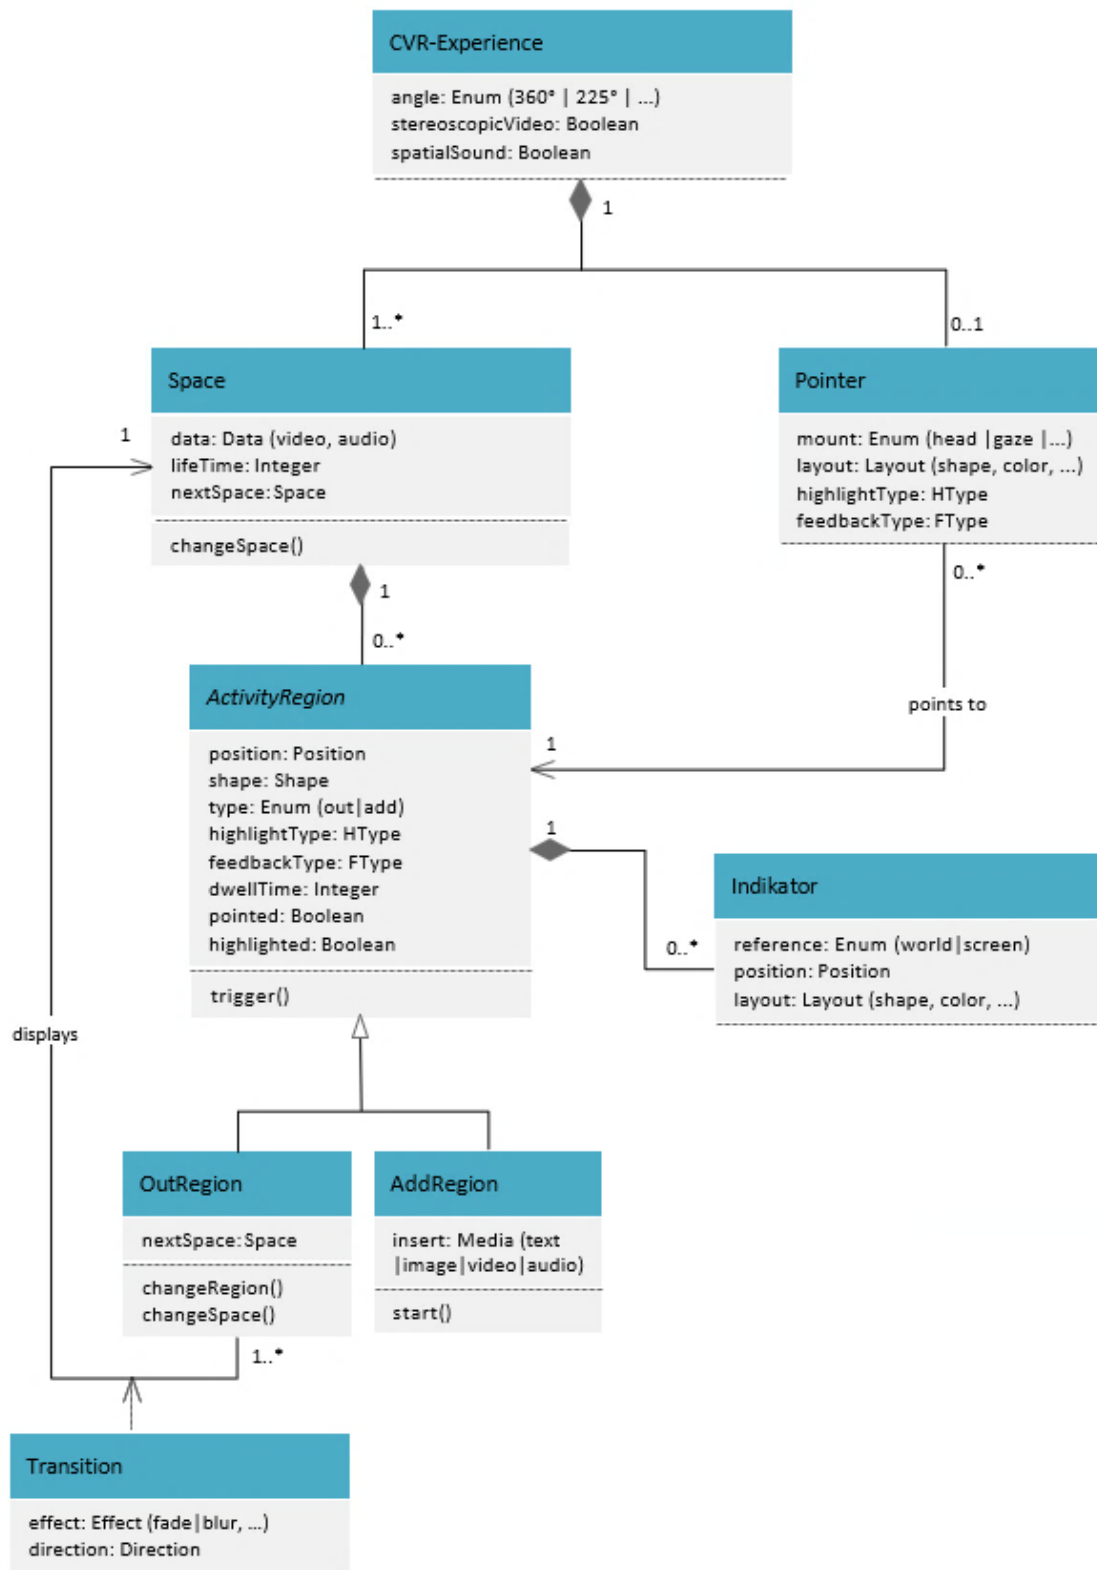 CVR-Experience
angle: Enum (360° | 225° | ...)
stereoscopicVideo: Boolean
spatialSound: Boolean
1
1..*
0..1
Space
data: Data (video, audio)
lifeTime: Integer
nextSpace: Space
changeSpace()
1
Pointer
mount: Enum (head |gaze |...)
layout: Layout (shape, color, ...)
highlightType: HType
feedbackType: FType
1
0..*
0..*
points to
1
ActivityRegion
position: Position
shape: Shape
type: Enum (out|add)
highlightType: HType
feedbackType: FType
dwellTime: Integer
pointed: Boolean
highlighted: Boolean
trigger()
1
0..*
Indikator
reference: Enum (world|screen)
position: Position
layout: Layout (shape, color, ...)
displays
OutRegion
nextSpace: Space
changeRegion()
changeSpace()
AddRegion
insert: Media (text
|image|video|audio)
start()
1..*
Transition
effect: Effect (fade|blur, ...)
direction: Direction